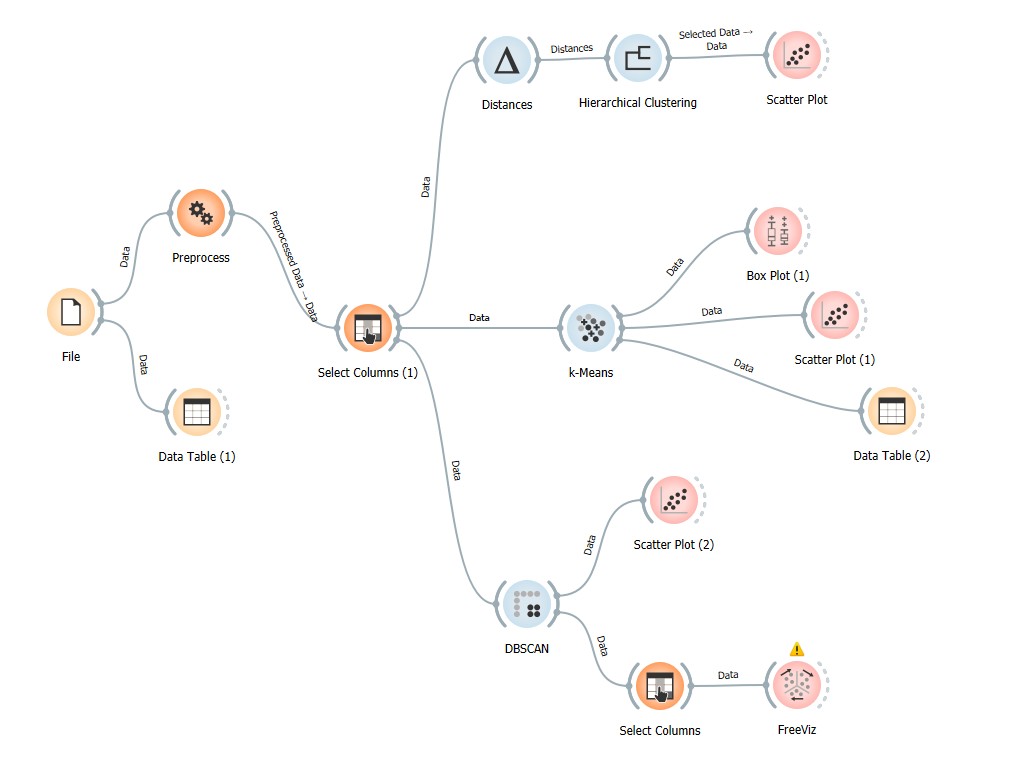 Selected Data →
Data
Distances
Distances
Hierarchical Clustering
Scatter Plot
Data
Data
Preprocess
Preprocessed Data → Data
Data
Box Plot (1)
Data
Scatter Plot (1)
File
Data
Select Columns (1)
Data
k-Means
Data
Data Table (1)
Data Table (2)
Data
Data
Scatter Plot (2)
DBSCAN
Data
Data
Select Columns
FreeViz